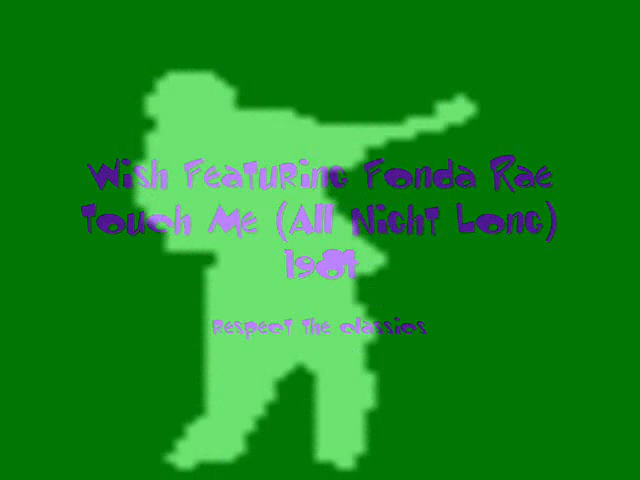 Wish Featuring Fonda Rae
Touch Me (All Night Long)
1984
Respect the classics